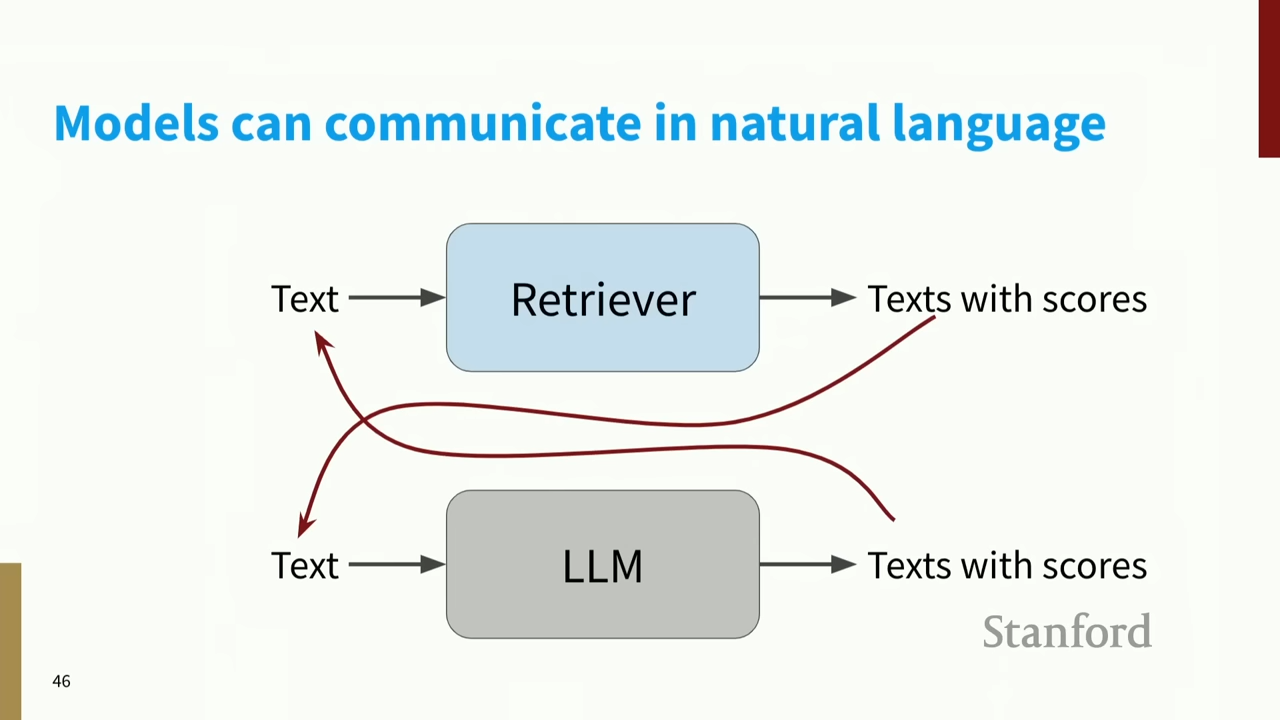 Models can communicate in natural language
Text
Retriever
Texts with scores
Text
LLM
Texts with scores
Stanford
46